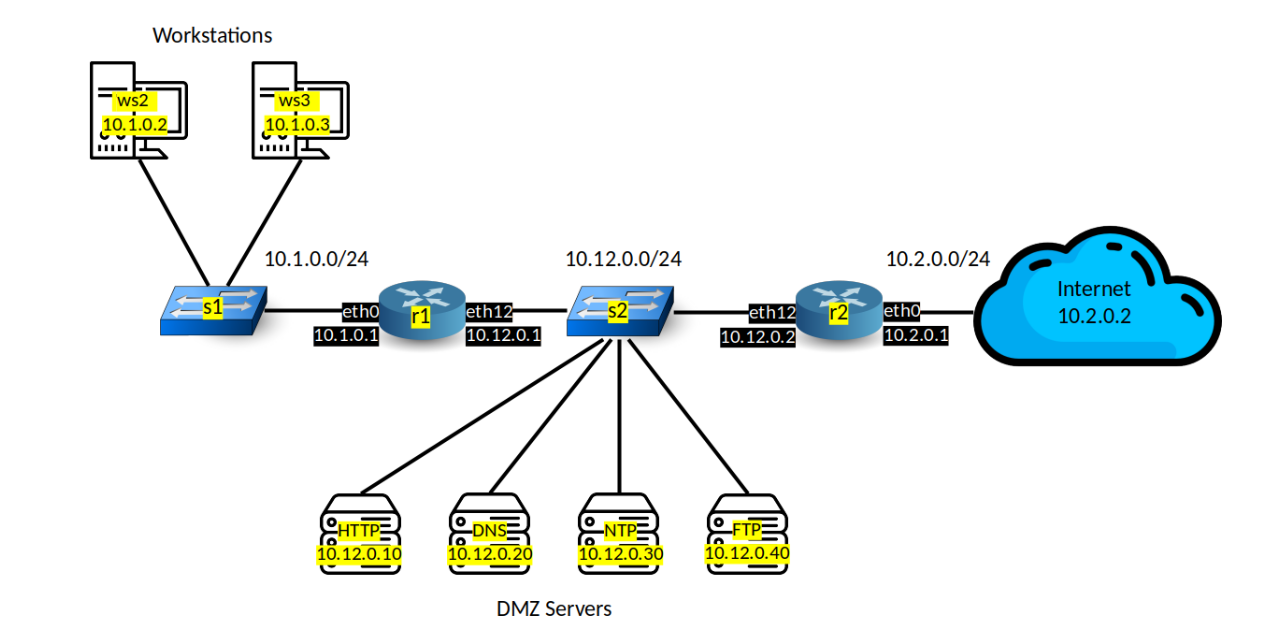 Workstations
ws2
10.1.0.2
ws3
10.1.0.3
10.1.0.0/24
10.12.0.0/24
10.2.0.0/24
s1
eth0
10.1.0.1
r1
eth12
10.12.0.1
s2
eth12
10.12.0.2
r2
eth0
10.2.0.1
Internet
10.2.0.2
HTTP
10.12.0.10
DNS
10.12.0.20
NTP
10.12.0.30
FTP
10.12.0.40
DMZ Servers